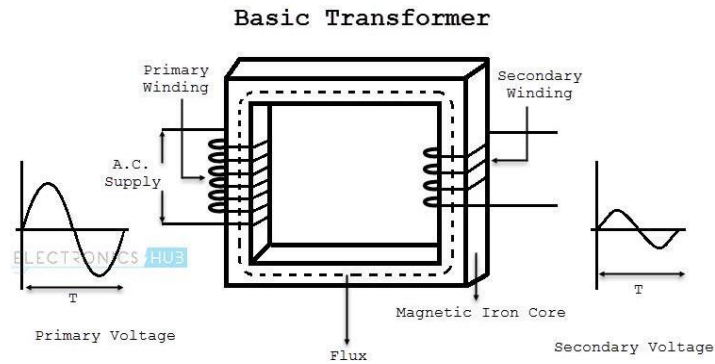 Basic Transformer
Primary
Winding
Secondary
Winding
A.C.
Supply
ELECTRONICS HUB
T
T
Magnetic Iron Core
Primary Voltage
Flux
Secondary Voltage